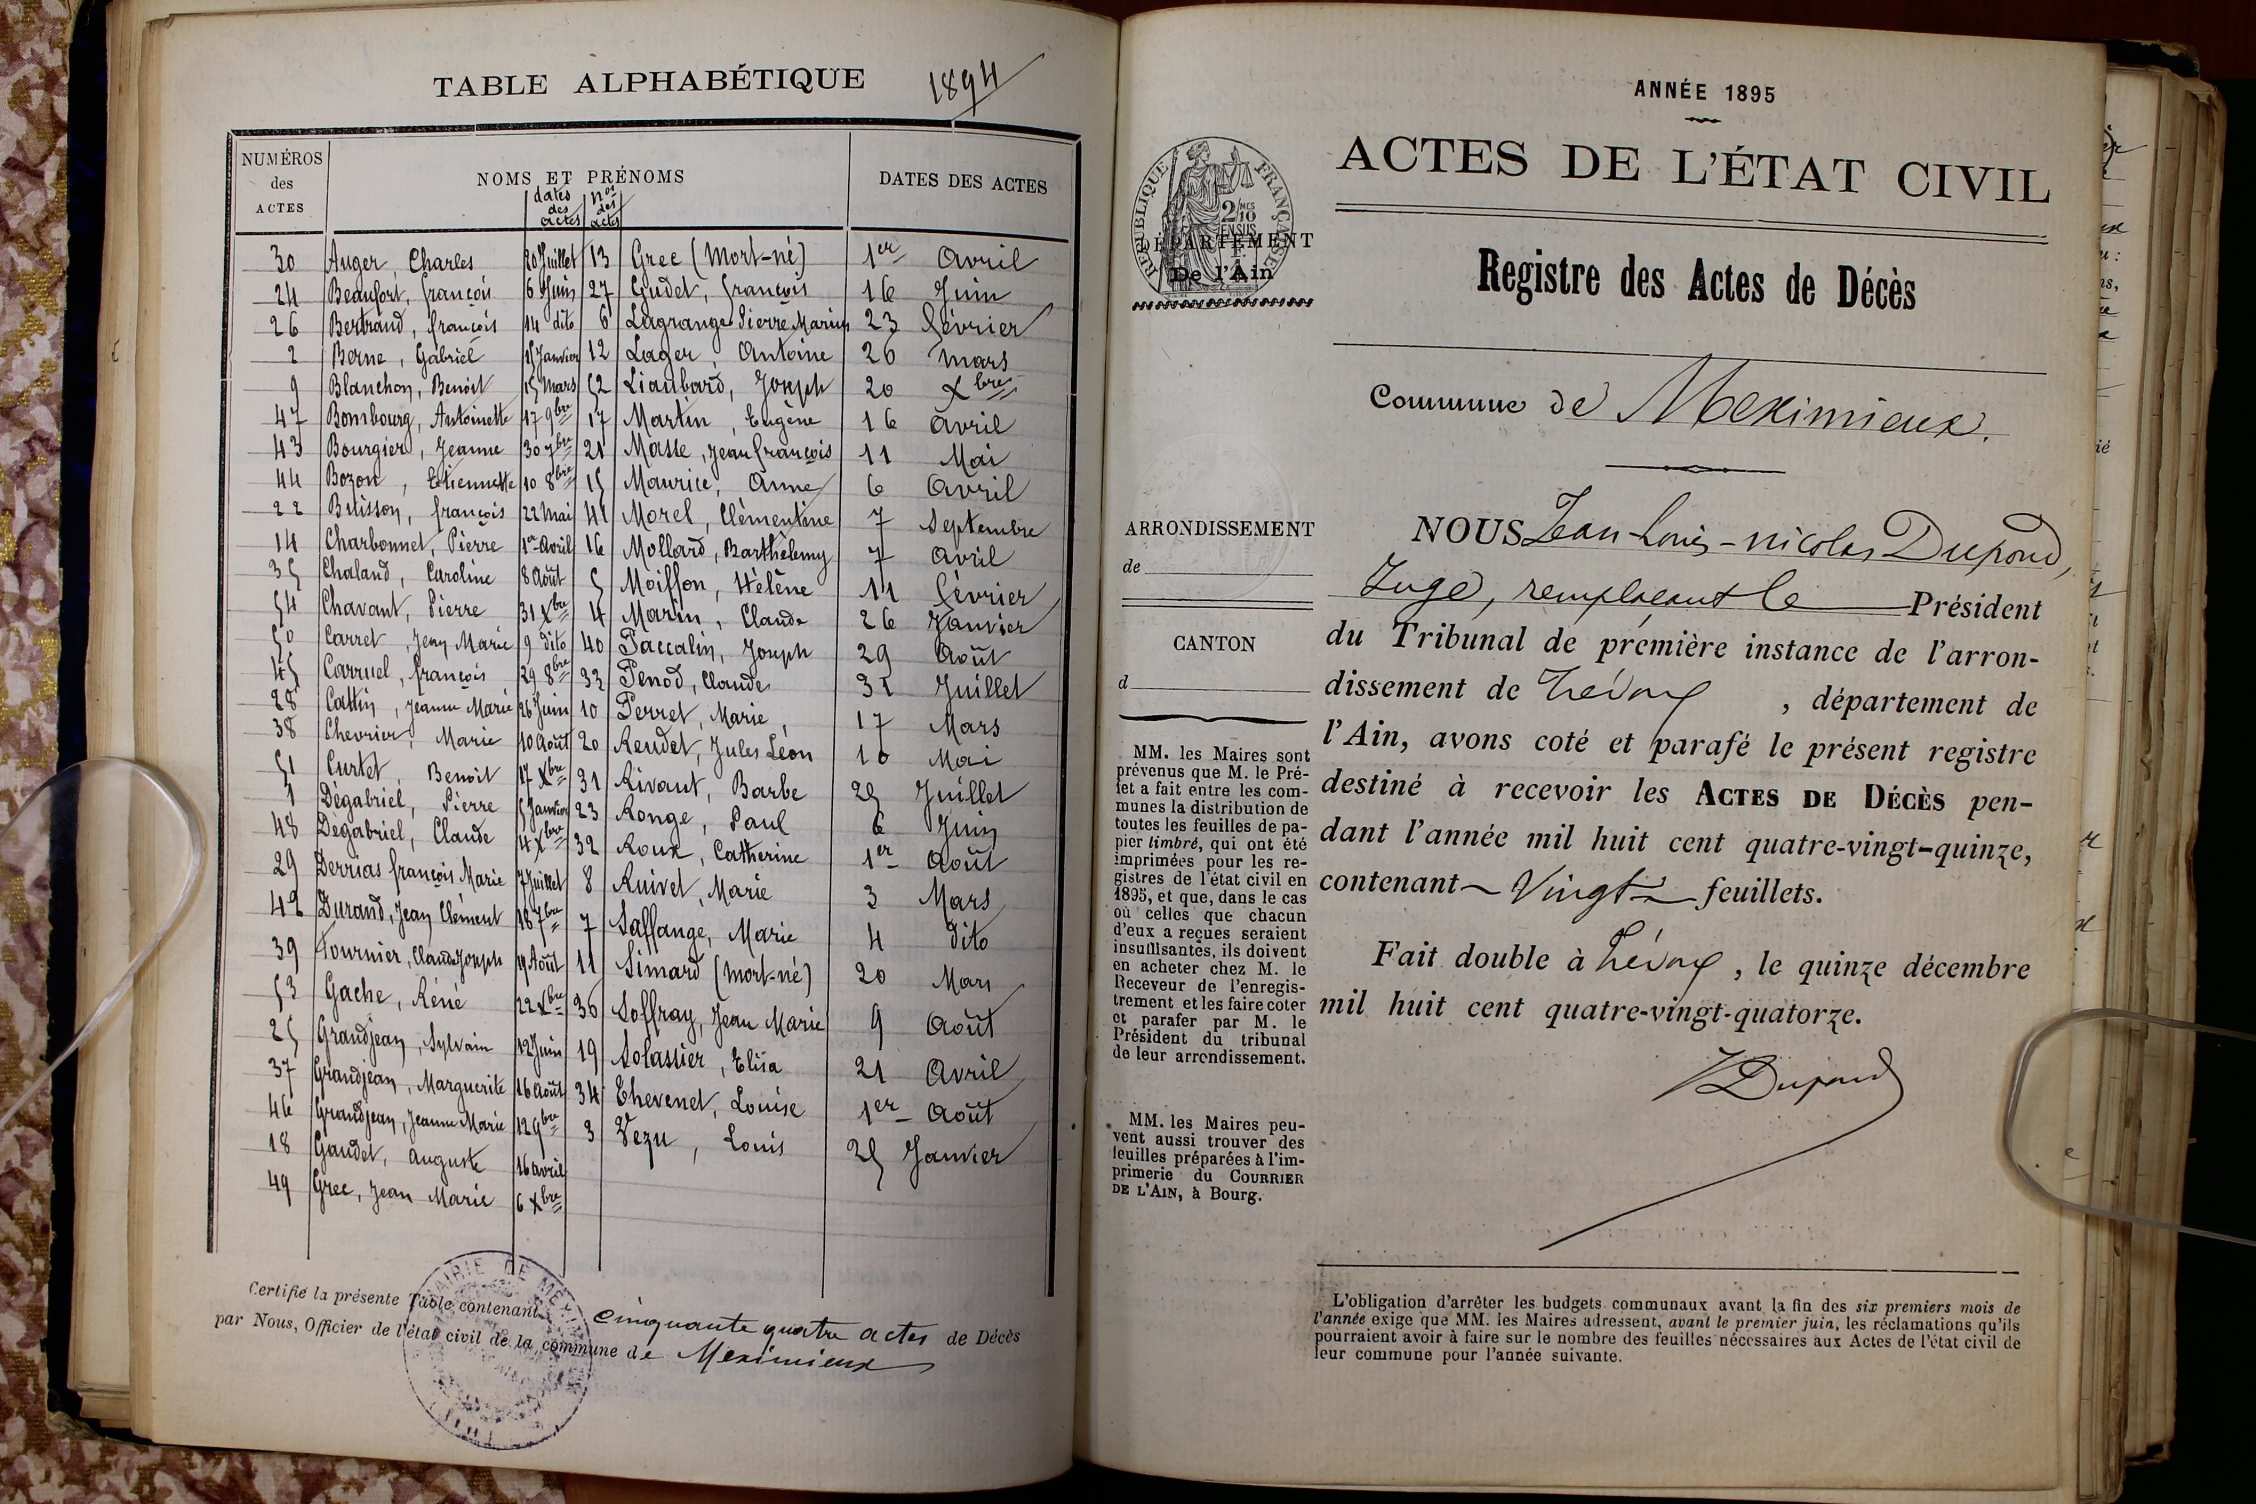 TABLE ALPHABÉTIQUE 1894
NUMÉROS des ACTES
NOMS ET PRÉNOMS
DATES DES ACTES
dates des actes
Nos des actes
30 Auger, Charles 20 Juillet 13 Grec (Mort-né) 1er Avril
24 Beaufort, françois 6 Juin 27 Gudet, françois 16 Juin
26 Bertrand, françois 14 dito 6 Lagrange Pierre Marius 23 février
2 Berne, Gabriel 15 Janvier 12 Lager, Antoine 26 mars
9 Blanchon, Benoît 15 Mars 52 Liaubard, Joseph 20 Xbre
47 Bombourg, Antoinette 17 9bre 17 Martin, Eugène 16 avril
43 Bourgier, Jeanne 30 7bre 21 Masse, Jean françois 11 Mai
44 Bozon, Etiennette 10 8bre 15 Maurice, Anne 6 Avril
22 françois 22 Mai 41 Morel, Clémentine 7 Septembre
14 Charbonnet, Pierre 1er Avril 16 Mollard, Barthélemy 7 avril
35 Chaland, Caroline 8 Août 5 Moiffon, Hélène 14 février
54 Chavant, Pierre 31 Xbre 4 Marin, Claude 26 Janvier
50 Carret, Jean Marie 9 dito 40 Paccalin, Joseph 29 Août
45 Carruel, françois 29 8bre 33 Penod, Claude 31 Juillet
28 Cattin, Jeanne Marie 26 Juin 10 Perret, Marie 17 Mars
38 Chevrier, Marie 10 Août 20 Reudet, Jules Léon 10 Mai
51 Curtet, Benoît 17 Xbre 31 Rivaut, Barbe 25 Juillet
1 Dégabriel, Pierre 5 Janvier 23 Ronge, Paul 6 Juin
48 Dégabriel, Claude 4 Xbre 32 Roux, Catherine 1er Août
29 Derrias françois Marie 7 Juillet 8 Ruivet, Marie 3 Mars
42 Durand, Jean Clément 18 7bre 7 Saffange, Marie 4 dito
39 Fournier, Claude Joseph 19 Août 11 Simard (mort-né) 20 Mars
53 Gache, Réné 22 Xbre 36 Soffray, Jean Marie 9 Août
25 Grandjean, Sylvain 12 Juin 19 Solassier, Elisa 21 Avril
37 Grandjean, Marguerite 16 Août 34 Thevenet, Louise 1er Août
46 Grandjean, Jeanne Marie 12 9bre 3 Vezu, Louis 25 Janvier
18 Gaudet, Auguste 16 avril
49 Grec, Jean Marie 6 Xbre
Certifié la présente Table contenant cinquante quatre actes de Décès
par Nous, Officier de l'état civil de la commune de Meximieux
MAIRIE DE MEXI
ANNÉE 1895
RÉPUBLIQUE FRANÇAISE
2/10 MES EN SUS
DÉPARTEMENT
De l'Ain
ACTES DE L'ÉTAT CIVIL
Registre des Actes de Décès
Commune de Meximieux.
ARRONDISSEMENT
de
CANTON
d
MM. les Maires sont
prévenus que M. le Pré-
fet a fait entre les com-
munes la distribution de
toutes les feuilles de pa-
pier timbré, qui ont été
imprimées pour les re-
gistres de l'état civil en
1895, et que, dans le cas
où celles que chacun
d'eux a reçues seraient
insuffisantes, ils doivent
en acheter chez M. le
Receveur de l'enregis-
trement et les faire coter
et parafer par M. le
Président du tribunal
de leur arrondissement.
MM. les Maires peu-
vent aussi trouver des
feuilles préparées à l'im-
primerie du COURRIER
DE L'AIN, à Bourg.
NOUS Jean-Louis-nicolas Dupond,
Juge, remplaçant le Président
du Tribunal de première instance de l'arron-
dissement de Trévoux, département de
l'Ain, avons coté et parafé le présent registre
destiné à recevoir les ACTES DE DÉCÈS pen-
dant l'année mil huit cent quatre-vingt-quinze,
contenant Vingt feuillets.
Fait double à Trévoux, le quinze décembre
mil huit cent quatre-vingt-quatorze.
Dupond
L'obligation d'arrêter les budgets communaux avant la fin des six premiers mois de
l'année exige que MM. les Maires adressent, avant le premier juin, les réclamations qu'ils
pourraient avoir à faire sur le nombre des feuilles nécessaires aux Actes de l'état civil de
leur commune pour l'année suivante.